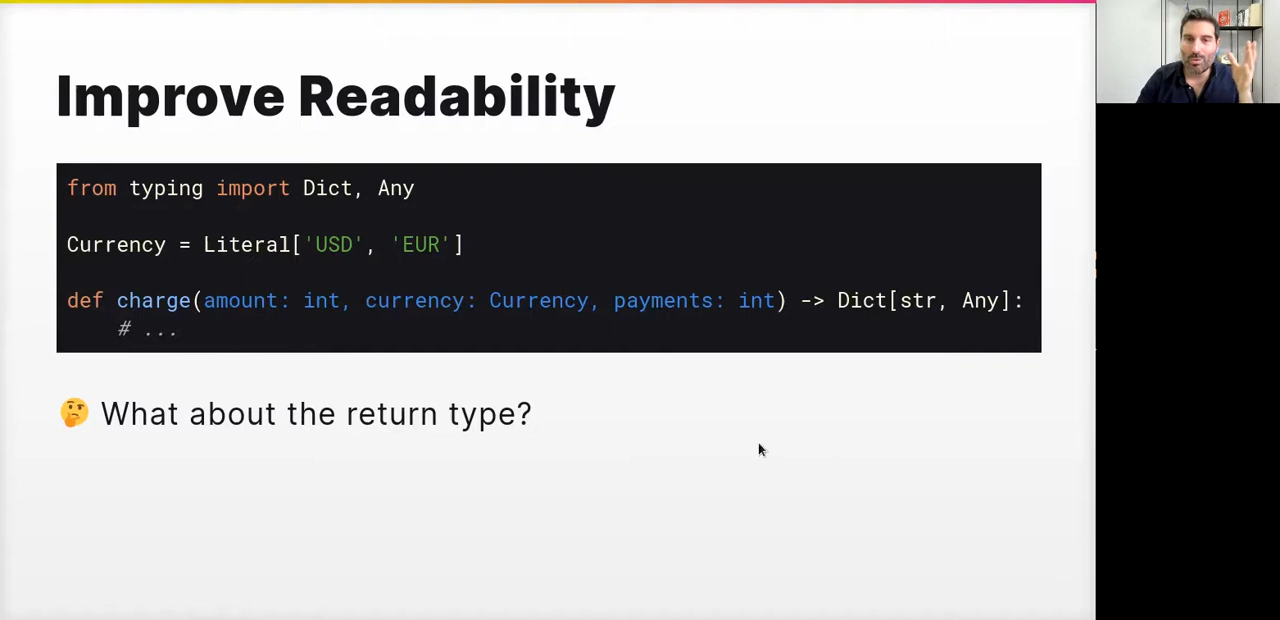 Improve Readability
from typing import Dict, Any
Currency = Literal['USD', 'EUR']
def charge(amount: int, currency: Currency, payments: int) -> Dict[str, Any]:
# ...
🤔 What about the return type?